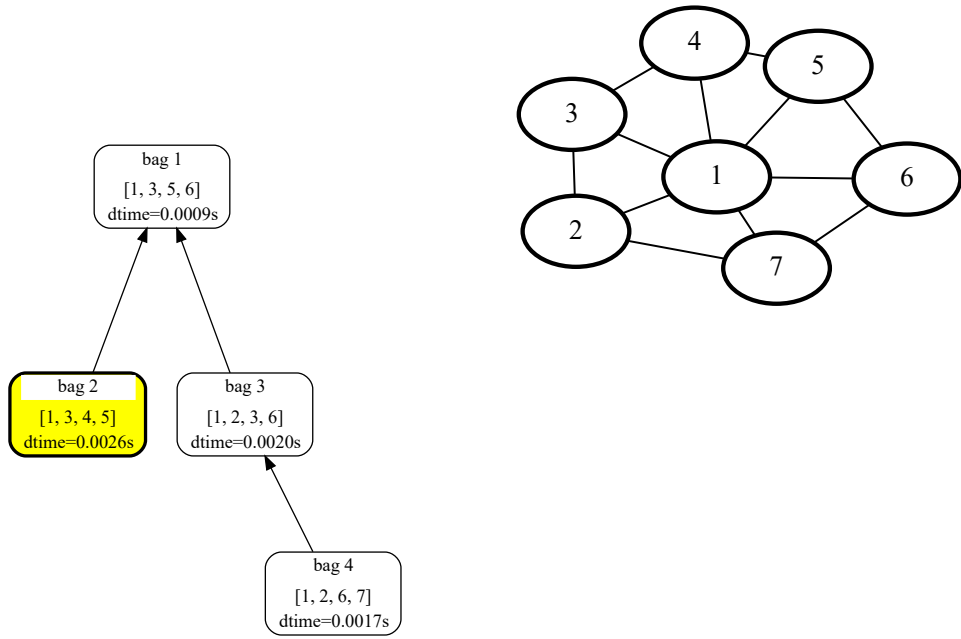 bag 1
[1, 3, 5, 6]
dtime=0.0009s
bag 2
[1, 3, 4, 5]
dtime=0.0026s
bag 3
[1, 2, 3, 6]
dtime=0.0020s
bag 4
[1, 2, 6, 7]
dtime=0.0017s
4
5
3
1
6
2
7